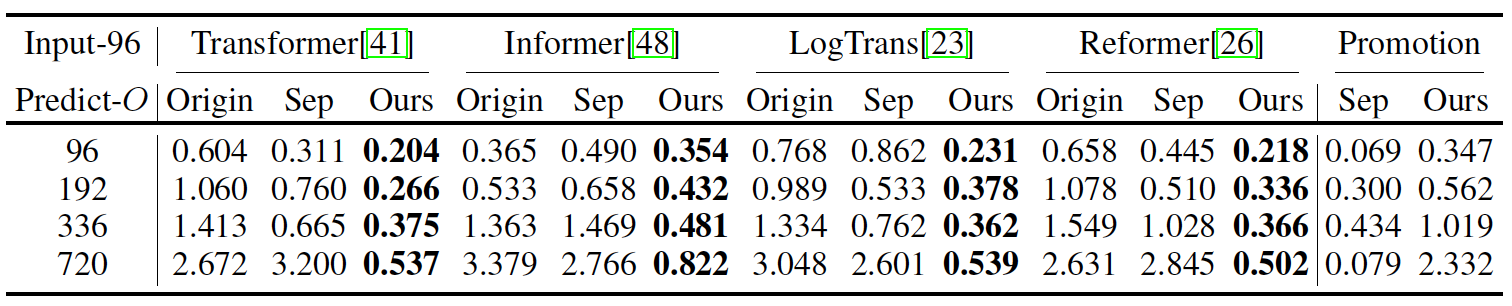 Input-96 Transformer[41] Informer[48] LogTrans[23] Reformer[26] Promotion
Predict-O Origin Sep Ours Origin Sep Ours Origin Sep Ours Origin Sep Ours Sep Ours
96 0.604 0.311 0.204 0.365 0.490 0.354 0.768 0.862 0.231 0.658 0.445 0.218 0.069 0.347
192 1.060 0.760 0.266 0.533 0.658 0.432 0.989 0.533 0.378 1.078 0.510 0.336 0.300 0.562
336 1.413 0.665 0.375 1.363 1.469 0.481 1.334 0.762 0.362 1.549 1.028 0.366 0.434 1.019
720 2.672 3.200 0.537 3.379 2.766 0.822 3.048 2.601 0.539 2.631 2.845 0.502 0.079 2.332